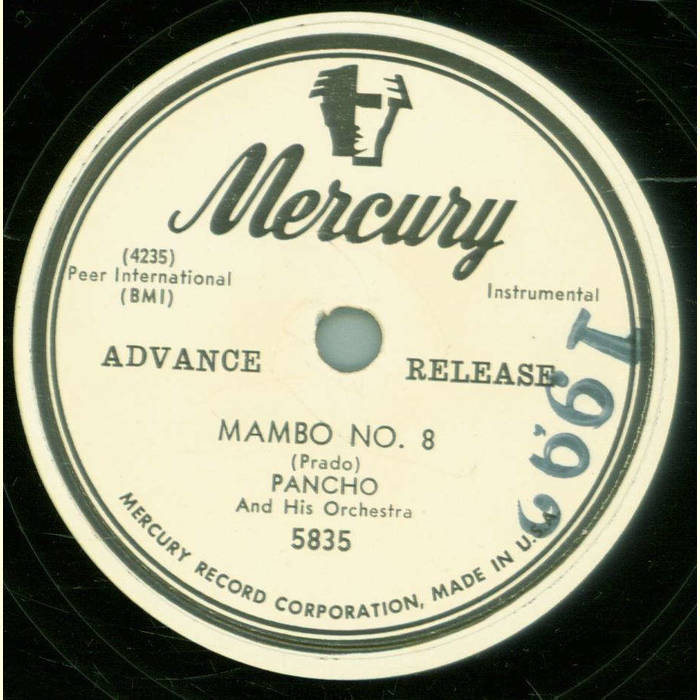 Mercury
(4235)
Peer International
(BMI)
Instrumental
ADVANCE RELEASE
MAMBO NO. 8
(Prado)
PANCHO
And His Orchestra
5835
MERCURY RECORD CORPORATION, MADE IN U.S.A